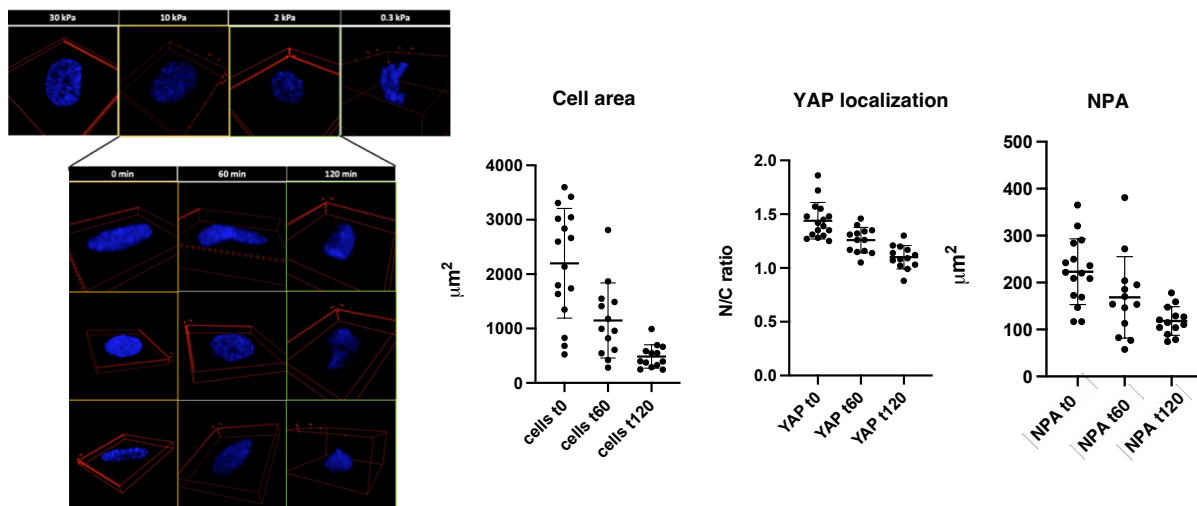 30 kPa
10 kPa
2 kPa
0.3 kPa
0 min
60 min
120 min
Cell area
μm²
4000
3000
2000
1000
0
cells t0
cells t60
cells t120
YAP localization
N/C ratio
2.0
1.5
1.0
0.5
0.0
YAP t0
YAP t60
YAP t120
NPA
μm²
500
400
300
200
100
0
NPA t0
NPA t60
NPA t120